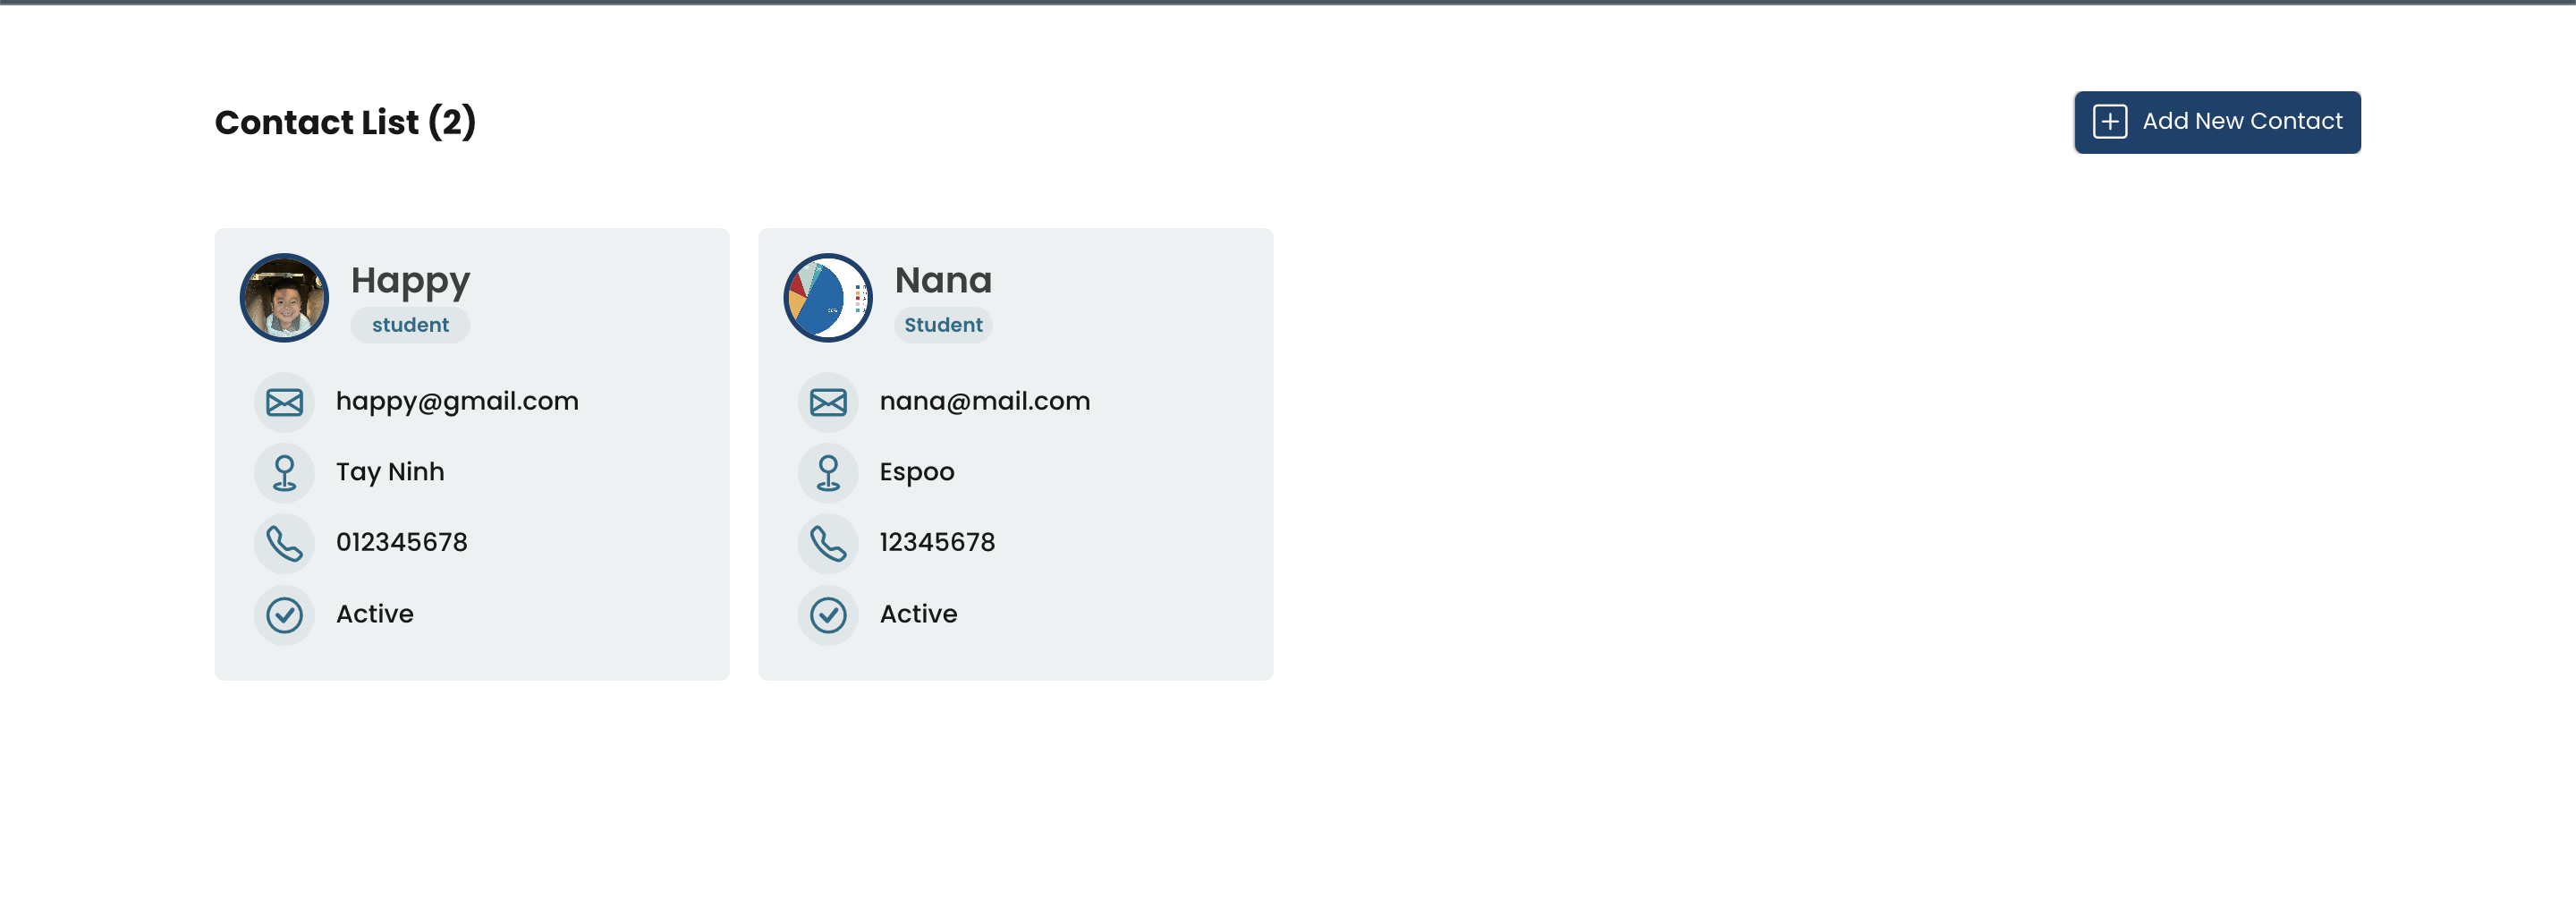 Contact List (2)
Add New Contact
Happy
student
happy@gmail.com
Tay Ninh
012345678
Active
Nana
Student
nana@mail.com
Espoo
12345678
Active